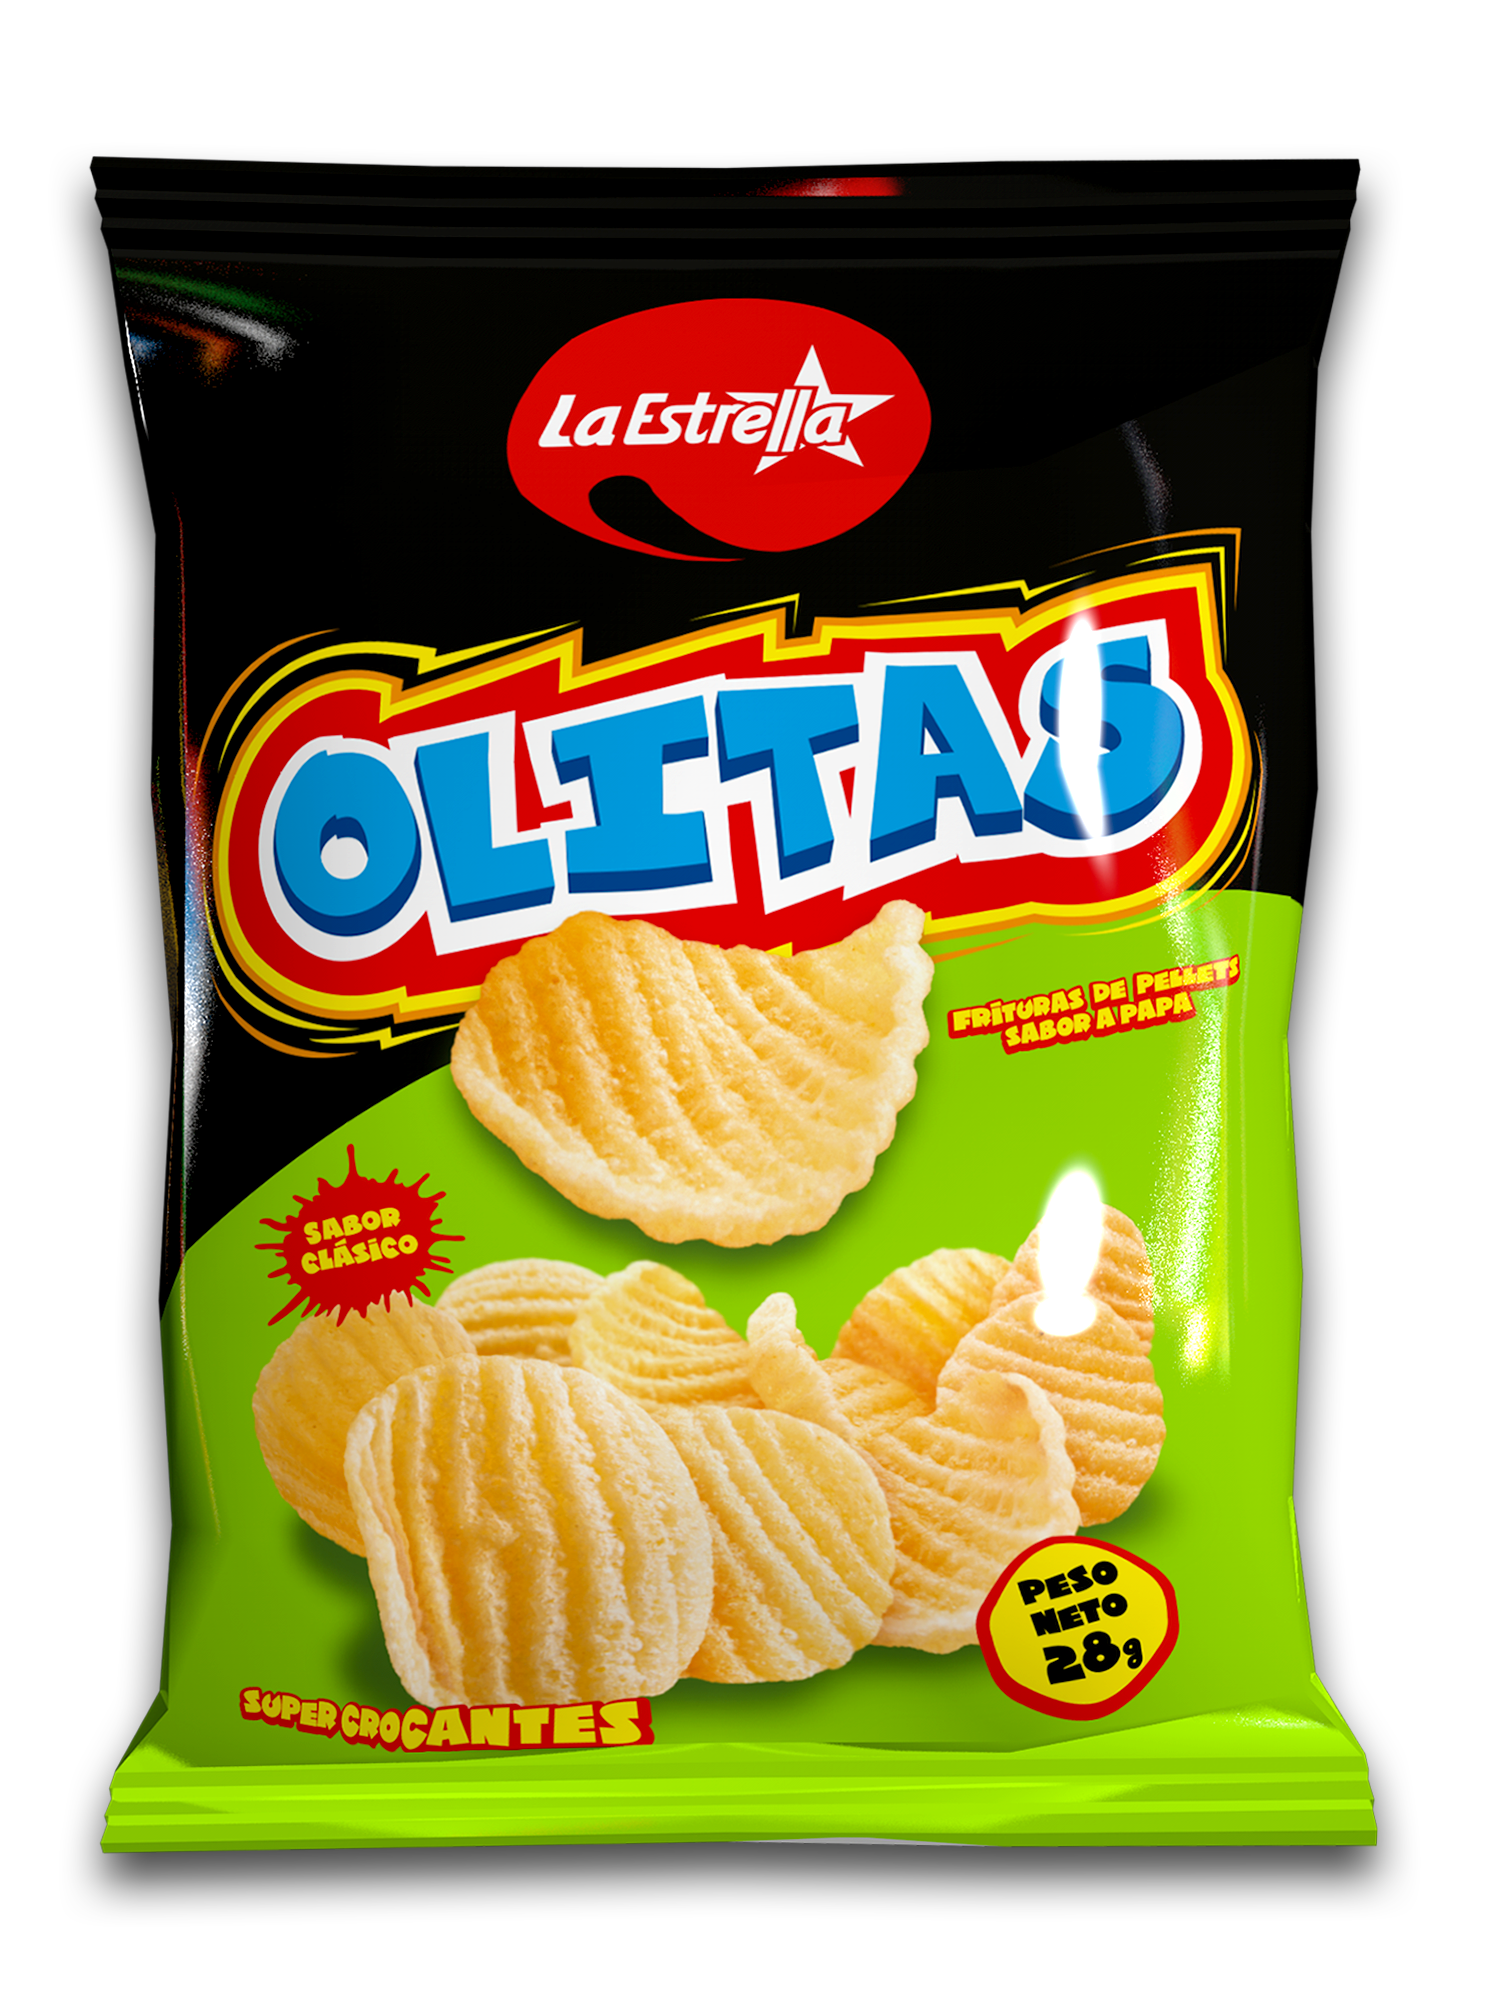 La Estrella
OLITAS
FRITURAS DE PELLETS
SABOR A PAPA
SABOR
CLÁSICO
PESO
NETO
28g
SUPER CROCANTES